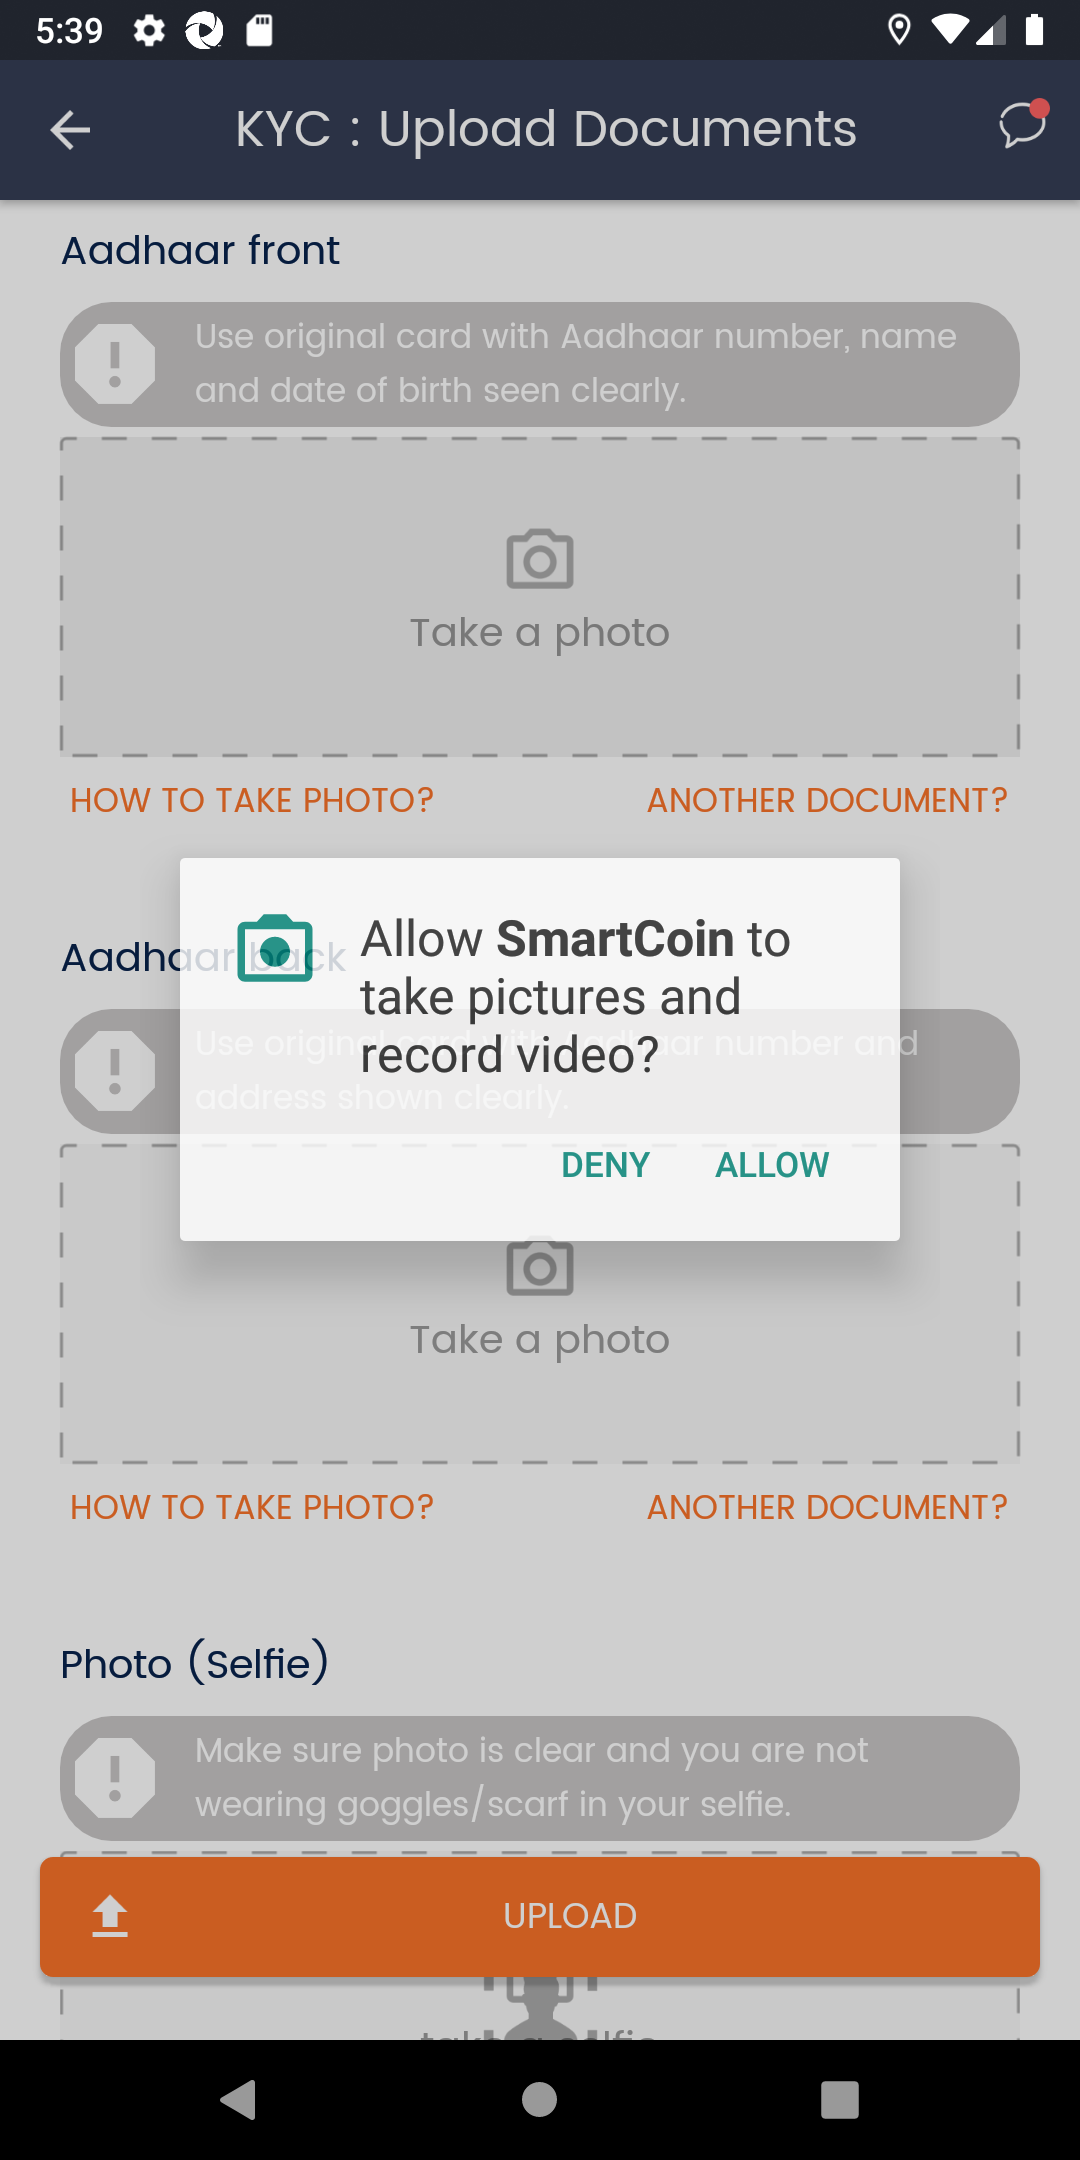 5:39
KYC : Upload Documents
Aadhaar front
Use original card with Aadhaar number, name
and date of birth seen clearly.
Take a photo
HOW TO TAKE PHOTO?
ANOTHER DOCUMENT?
Allow SmartCoin to
take pictures and
record video?
DENY
ALLOW
Aadhaar back
Use original card with Aadhaar number and
address shown clearly.
Take a photo
HOW TO TAKE PHOTO?
ANOTHER DOCUMENT?
Photo (Selfie)
Make sure photo is clear and you are not
wearing goggles/scarf in your selfie.
UPLOAD
take a selfie